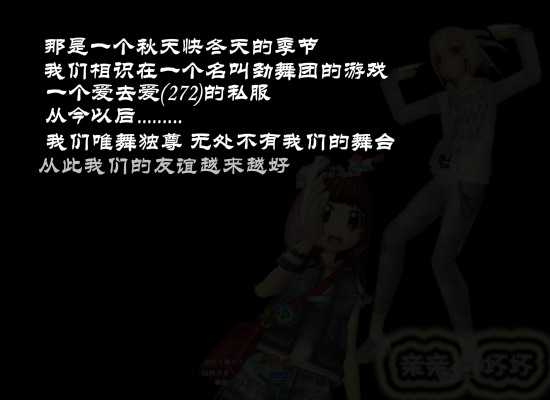 那是一个秋天快冬天的季节
我们相识在一个名叫劲舞团的游戏
一个爱去爱(272)的私服
从今以后.........
我们唯舞独尊 无处不有我们的舞台
从此我们的友谊越来越好